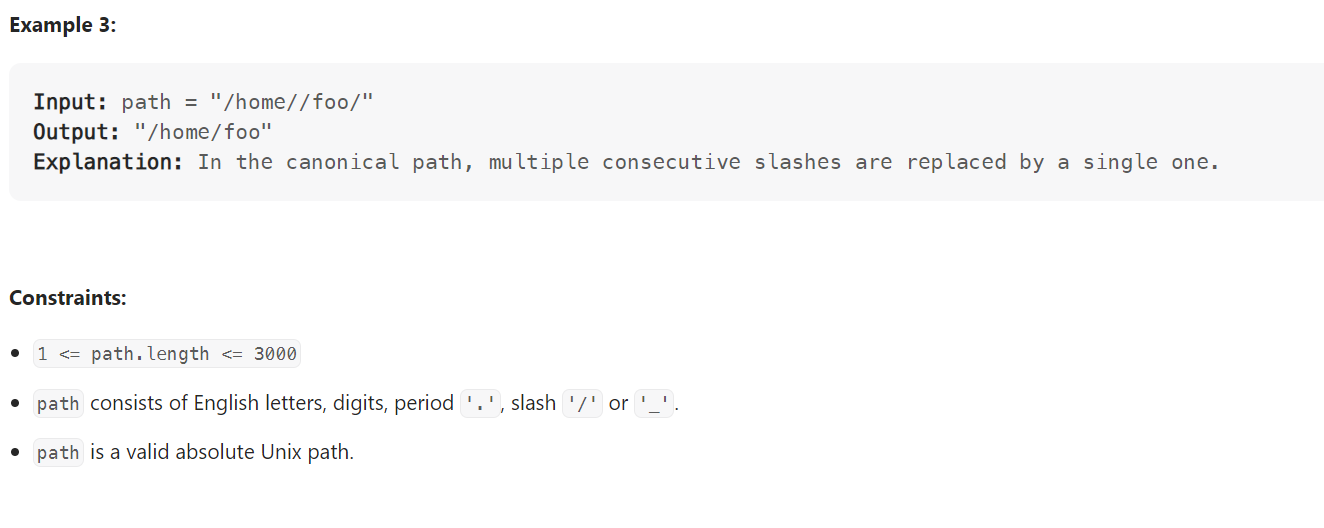 Example 3:
Input: path = "/home//foo/"
Output: "/home/foo"
Explanation: In the canonical path, multiple consecutive slashes are replaced by a single one.
Constraints:
• 1 <= path.length <= 3000
• path consists of English letters, digits, period '.', slash '/' or '_'.
• path is a valid absolute Unix path.